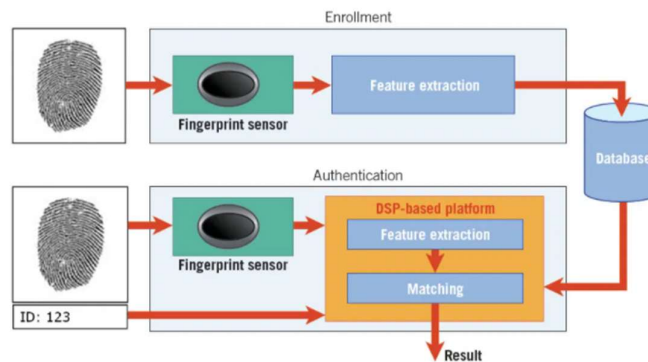 Enrollment
Feature extraction
Fingerprint sensor
Database
Authentication
DSP-based platform
Feature extraction
Fingerprint sensor
Matching
ID: 123
Result